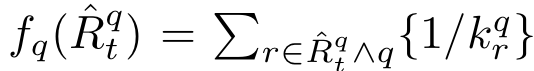 $f_q(\hat{R}_t^q) = \sum_{r \in \hat{R}_t^q \wedge q} \{1/k_r^q\}$